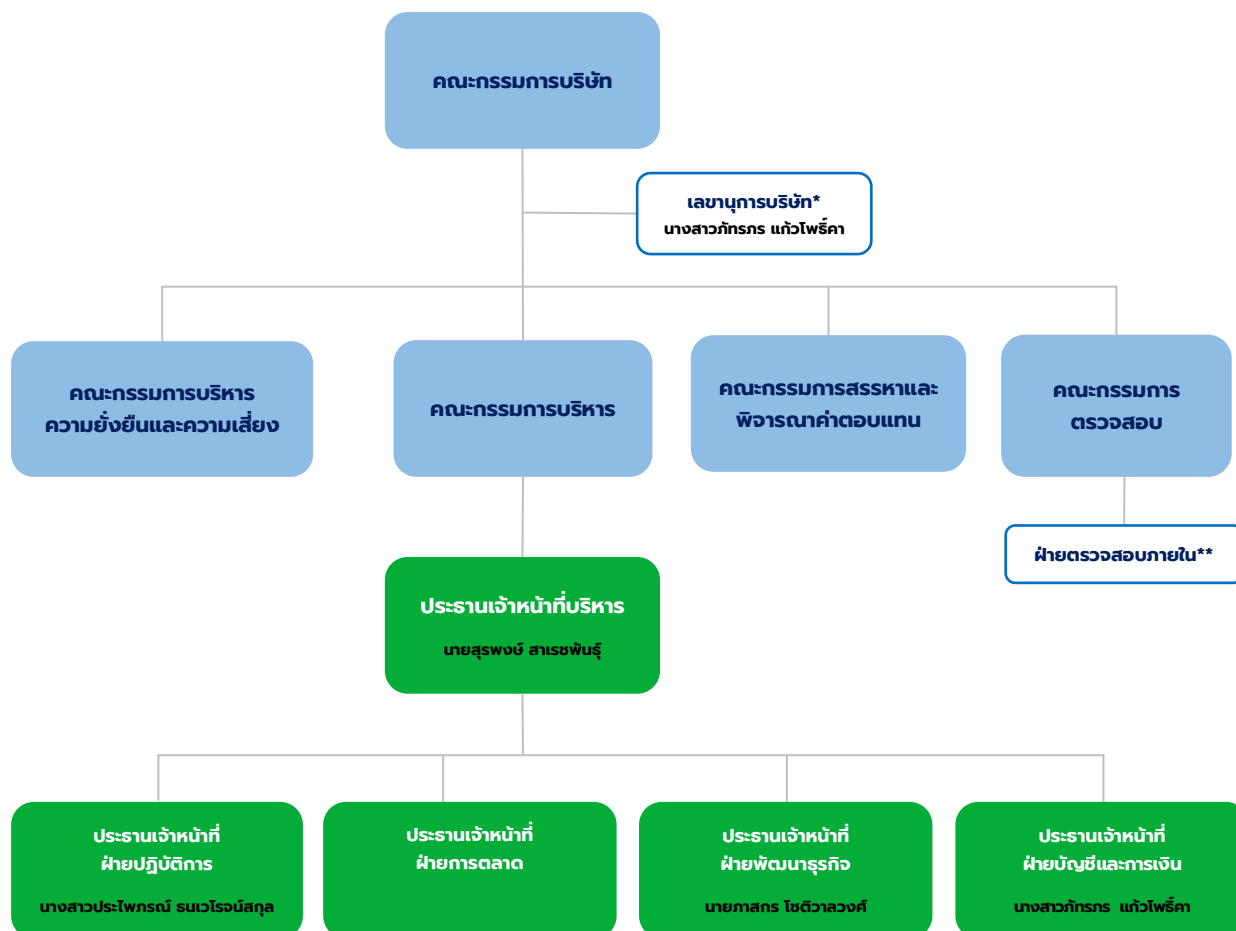 คณะกรรมการบริษัท
เลขานุการบริษัท*
นางสาวภัทรภร แก้วโพธิ์คา
คณะกรรมการบริหาร
ความยั่งยืนและความเสี่ยง
คณะกรรมการบริหาร
คณะกรรมการสรรหาและ
พิจารณาค่าตอบแทน
คณะกรรมการ
ตรวจสอบ
ฝ่ายตรวจสอบภายใน**
ประธานเจ้าหน้าที่บริหาร
นายสุรพงษ์ สาเรชพันธุ์
ประธานเจ้าหน้าที่
ฝ่ายปฏิบัติการ
นางสาวประไพภรณ์ ธนเวโรจน์สกุล
ประธานเจ้าหน้าที่
ฝ่ายการตลาด
ประธานเจ้าหน้าที่
ฝ่ายพัฒนาธุรกิจ
นายภาสกร โชติวาลวงศ์
ประธานเจ้าหน้าที่
ฝ่ายบัญชีและการเงิน
นางสาวภัทรภร แก้วโพธิ์คา